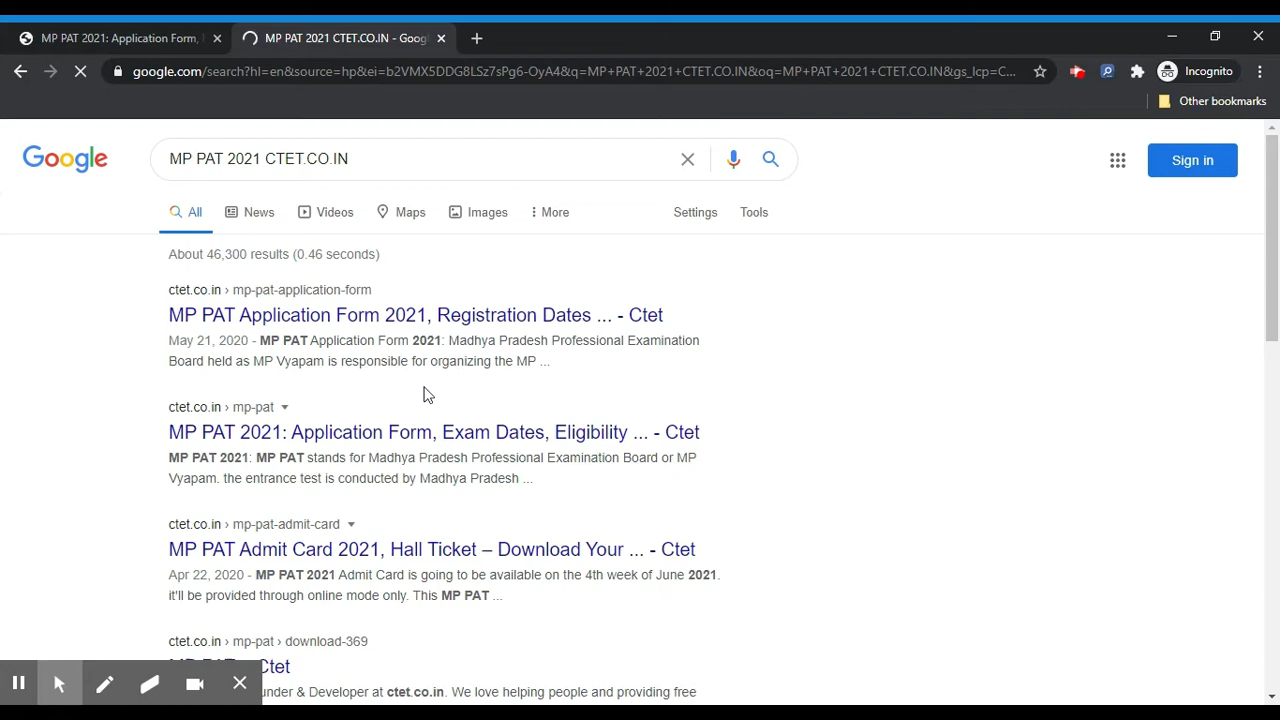 MP PAT 2021: Application Form,
MP PAT 2021 CTET.CO.IN - Goog
google.com/search?hl=en&source=hp&ei=b2VMX5DDGZLSz7sPg6-OyA4&q=MP+PAT+2021+CTET.CO.IN&oq=MP+PAT+2021+CTET.CO.IN&gs_lcp=C...
Incognito
Other bookmarks
Google
MP PAT 2021 CTET.CO.IN
Sign in
All
News
Videos
Maps
Images
More
Settings
Tools
About 46,300 results (0.46 seconds)
ctet.co.in › mp-pat-application-form
MP PAT Application Form 2021, Registration Dates ... - Ctet
May 21, 2020 - MP PAT Application Form 2021: Madhya Pradesh Professional Examination
Board held as MP Vyapam is responsible for organizing the MP ...
ctet.co.in › mp-pat
MP PAT 2021: Application Form, Exam Dates, Eligibility ... - Ctet
MP PAT 2021: MP PAT stands for Madhya Pradesh Professional Examination Board or MP
Vyapam. the entrance test is conducted by Madhya Pradesh ...
ctet.co.in › mp-pat-admit-card
MP PAT Admit Card 2021, Hall Ticket – Download Your ... - Ctet
Apr 22, 2020 - MP PAT 2021 Admit Card is going to be available on the 4th week of June 2021.
it'll be provided through online mode only. This MP PAT ...
ctet.co.in › mp-pat › download-369
Ctet
under & Developer at ctet.co.in. We love helping people and providing free